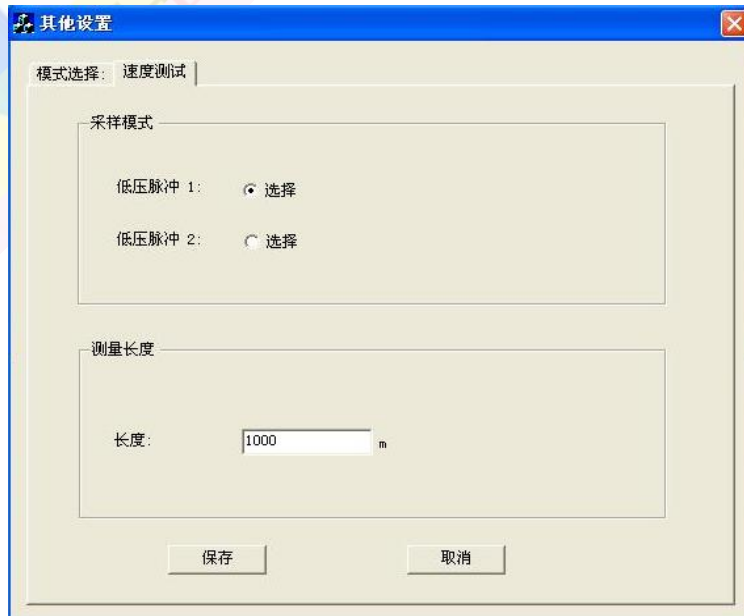 其他设置
模式选择: 速度测试
采样模式
低压脉冲 1: 选择
低压脉冲 2: 选择
测量长度
长度: 1000 m
保存 取消